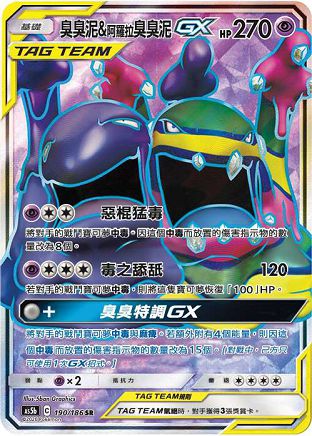 基礎 臭臭泥&阿羅拉臭臭泥GX HP270
TAG TEAM
惡棍猛毒
將對手的戰鬥寶可夢中毒。因這個中毒而放置的傷害指示物的數量改為8個。
毒之舔舐 120
若對手的戰鬥寶可夢中毒，則將這隻寶可夢恢復「100」HP。
+ 臭臭特調GX
將對手的戰鬥寶可夢中毒與麻痺。若額外附有4個能量，則因這個中毒而放置的傷害指示物的數量改為15個。[對戰中，己方只可使用1次GX招式。]
弱點 ×2 抵抗力
TAG TEAM規則
TAG TEAM氣絕時，對手獲得3張獎賞卡。
AS5b C 190/186 SR